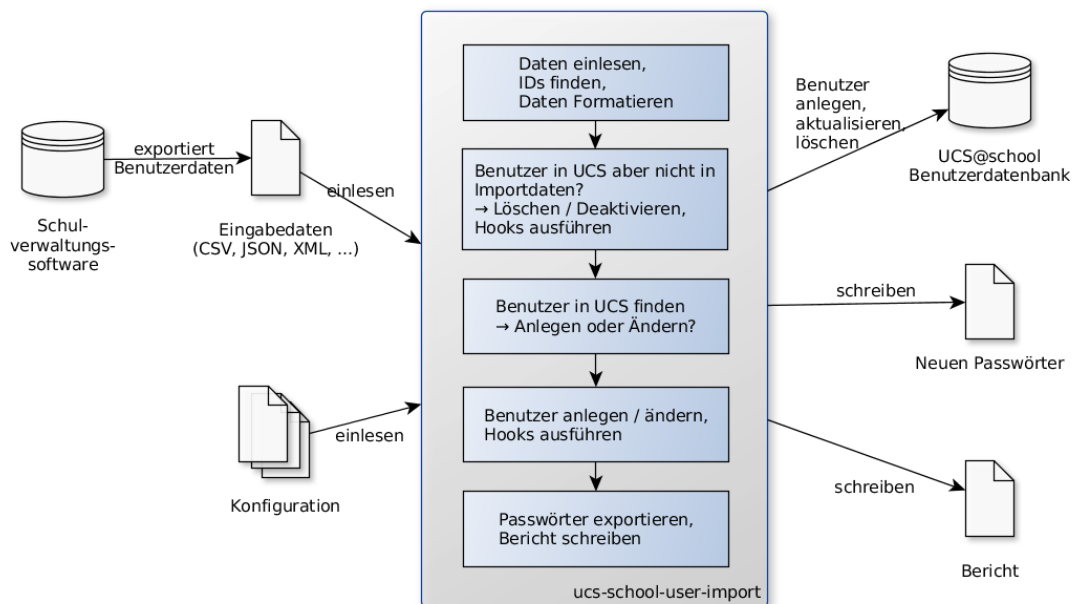 Schul-
verwaltungs-
software
exportiert
Benutzerdaten
Eingabedaten
(CSV, JSON, XML, ...)
einlesen
Konfiguration
einlesen
Daten einlesen,
IDs finden,
Daten Formatieren
Benutzer in UCS aber nicht in
Importdaten?
→ Löschen / Deaktivieren,
Hooks ausführen
Benutzer in UCS finden
→ Anlegen oder Ändern?
Benutzer anlegen / ändern,
Hooks ausführen
Passwörter exportieren,
Bericht schreiben
ucs-school-user-import
Benutzer
anlegen,
aktualisieren,
löschen
UCS@school
Benutzerdatenbank
schreiben
Neuen Passwörter
schreiben
Bericht